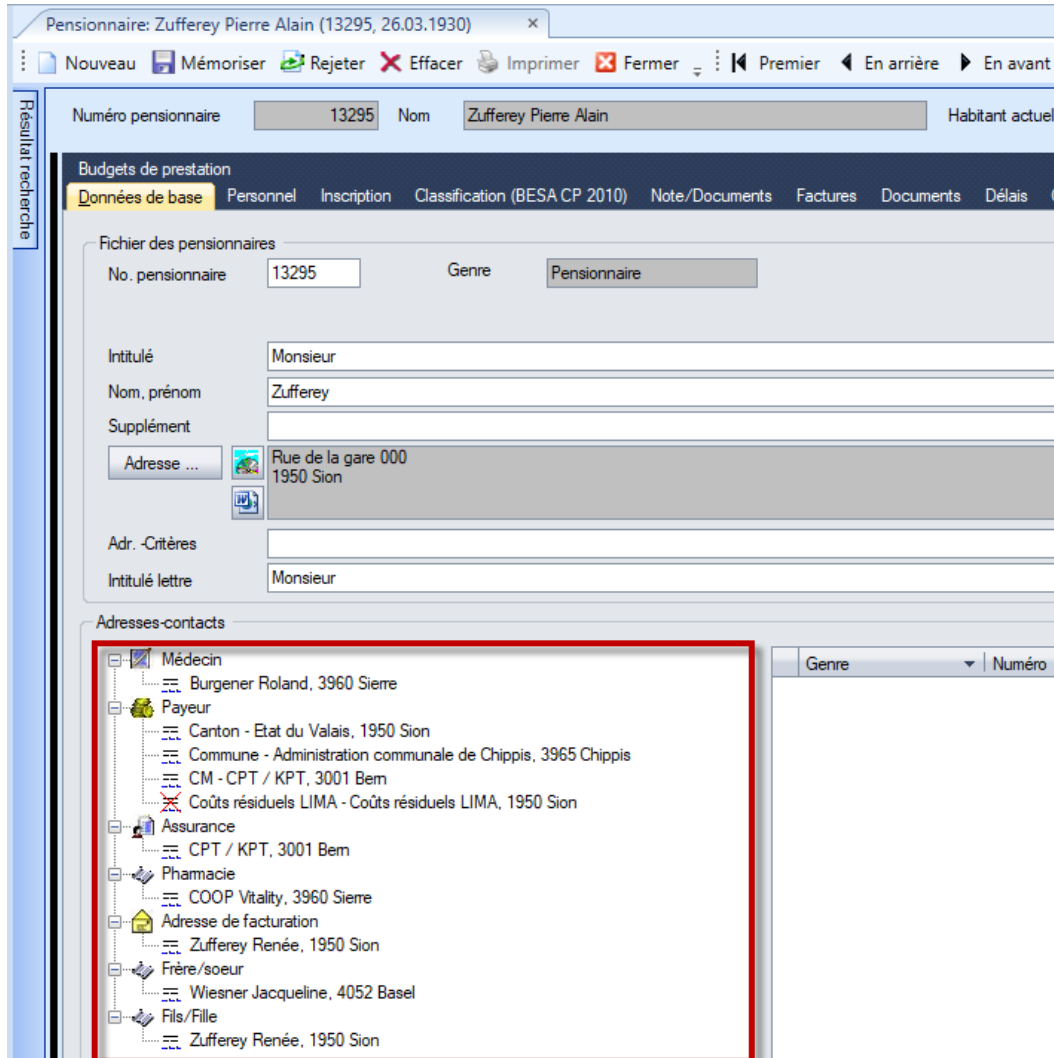 Pensionnaire: Zufferey Pierre Alain (13295, 26.03.1930) ×
Nouveau Mémoriser Rejeter Effacer Imprimer Fermer Premier En arrière En avant
Résultat recherche
Numéro pensionnaire 13295 Nom Zufferey Pierre Alain Habitant actuel
Budgets de prestation
Données de base Personnel Inscription Classification (BESA CP 2010) Note/Documents Factures Documents Délais
Fichier des pensionnaires
No. pensionnaire 13295 Genre Pensionnaire
Intitulé Monsieur
Nom, prénom Zufferey
Supplément
Adresse ... Rue de la gare 000
1950 Sion
Adr. -Critères
Intitulé lettre Monsieur
Adresses-contacts
Médecin Genre Numéro
Burgener Roland, 3960 Sierre
Payeur
Canton - Etat du Valais, 1950 Sion
Commune - Administration communale de Chippis, 3965 Chippis
CM - CPT / KPT, 3001 Bern
Coûts résiduels LIMA - Coûts résiduels LIMA, 1950 Sion
Assurance
CPT / KPT, 3001 Bern
Pharmacie
COOP Vitality, 3960 Sierre
Adresse de facturation
Zufferey Renée, 1950 Sion
Frère/soeur
Wiesner Jacqueline, 4052 Basel
Fils/Fille
Zufferey Renée, 1950 Sion